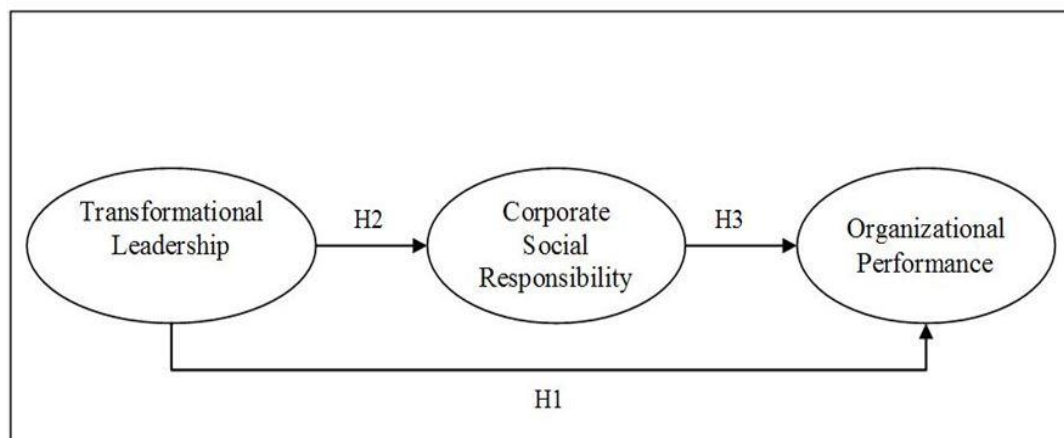 Transformational
Leadership
H2
Corporate
Social
Responsibility
H3
Organizational
Performance
H1